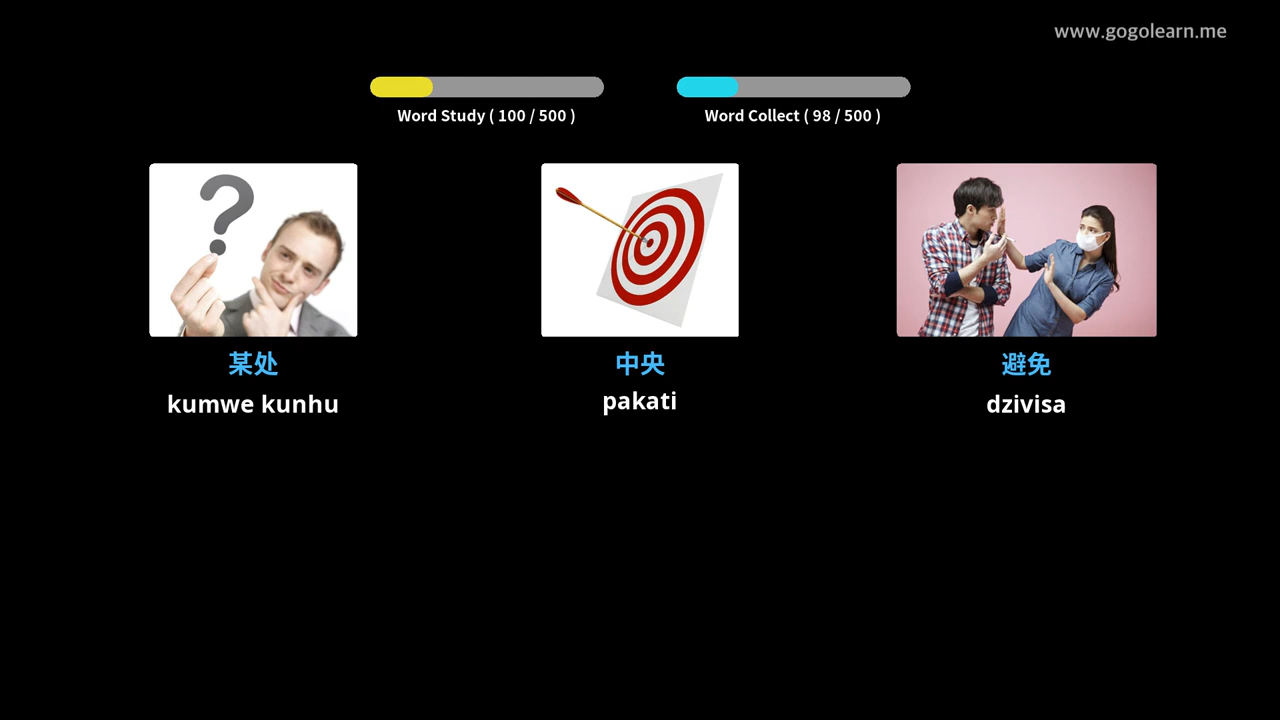 www.gogolearn.me
Word Study ( 100 / 500 )
Word Collect ( 98 / 500 )
某处
中央
避免
kumwe kunhu
pakati
dzivisa